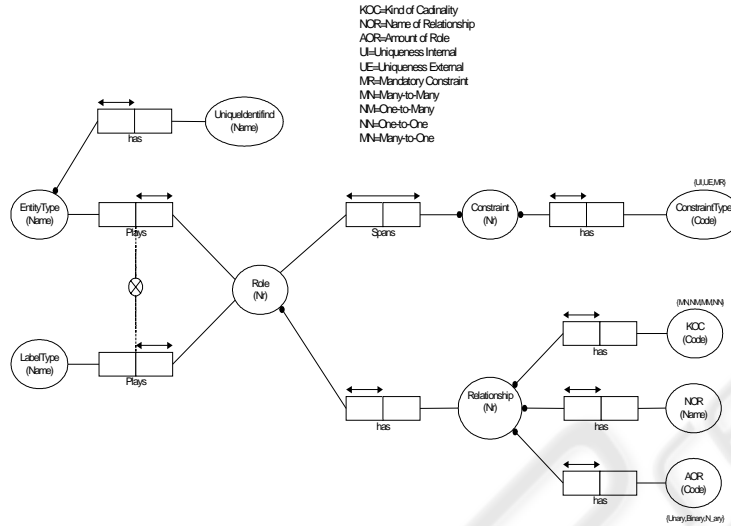 KOC=Kind of Cadinality
NOR=Name of Relationship
AOR=Amount of Role
UI=Uniqueness Internal
UE=Uniqueness External
MR=Mandatory Constraint
MN=Many-to-Many
NM=One-to-Many
NN=One-to-One
MN=Many-to-One
UniqueIdentifind
(Name)
has
EntityType
(Name)
Plays
Spans
Constraint
(Nr)
has
(UI,UE,MR)
ConstraintType
(Code)
Role
(Nr)
LabelType
(Name)
Plays
has
Relationship
(Nr)
(MN,NM,MM,NN)
KOC
(Code)
has
NOR
(Name)
has
AOR
(Code)
has
(Unary,Binary,N_ary)